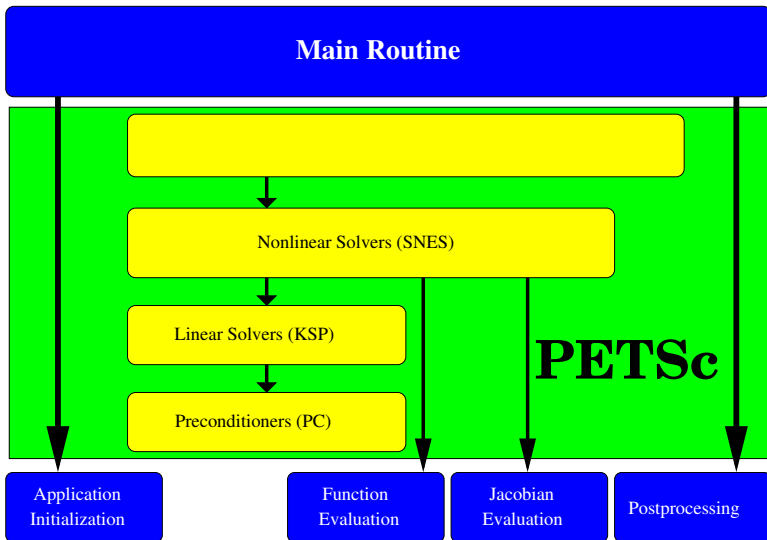 Main Routine
Nonlinear Solvers (SNES)
Linear Solvers (KSP)
PETSc
Preconditioners (PC)
Application
Initialization
Function
Evaluation
Jacobian
Evaluation
Postprocessing